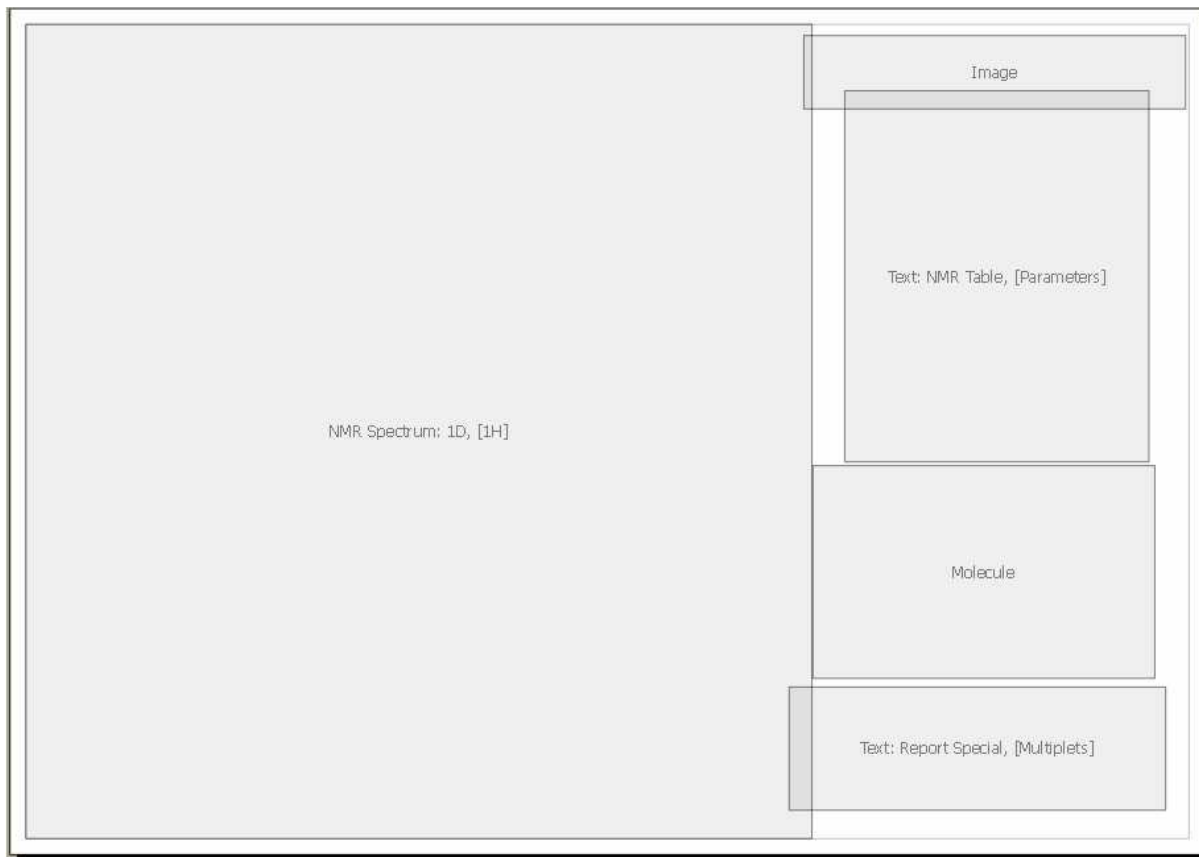 Image
Text: NMR Table, [Parameters]
NMR Spectrum: 1D, [1H]
Molecule
Text: Report Special, [Multiplets]